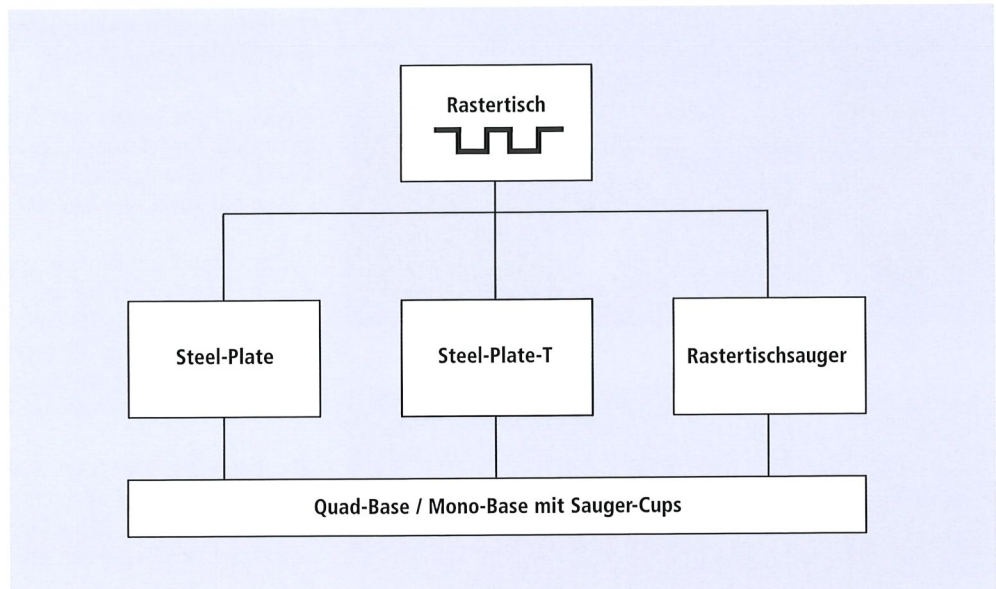 Rastertisch
Steel-Plate
Steel-Plate-T
Rastertischsauger
Quad-Base / Mono-Base mit Sauger-Cups